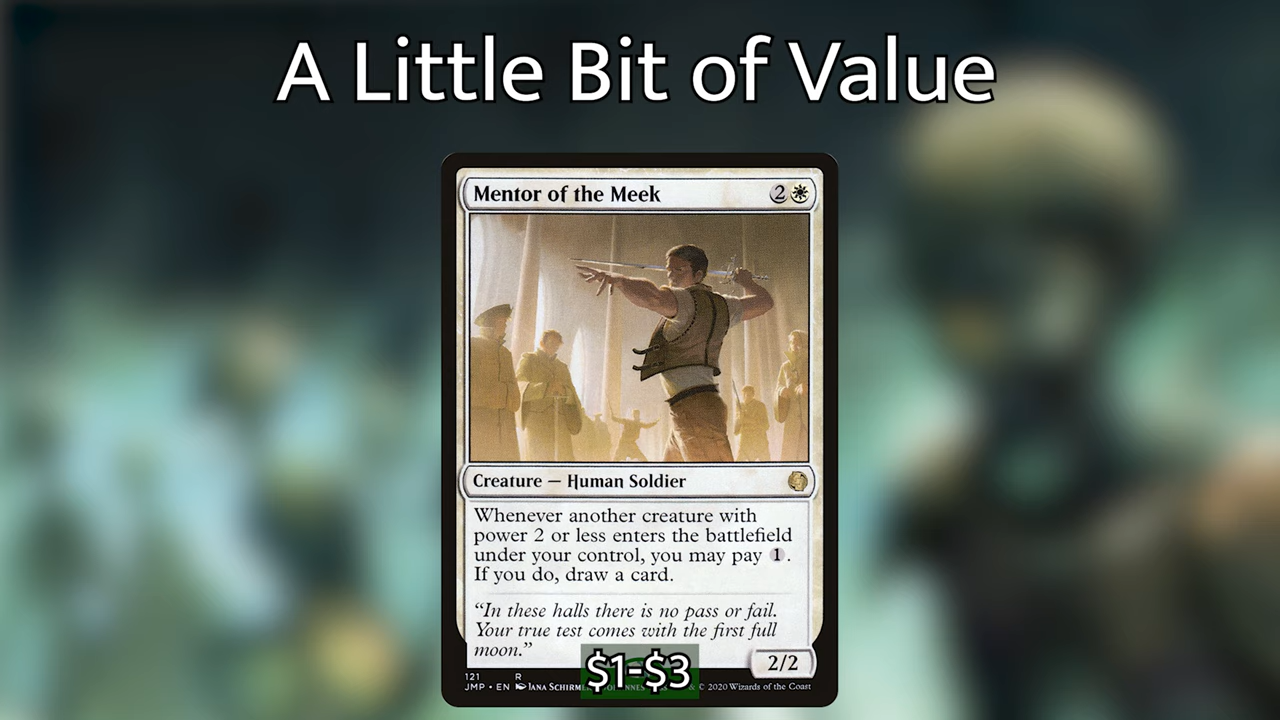 A Little Bit of Value
Mentor of the Meek 2
Creature — Human Soldier
Whenever another creature with
power 2 or less enters the battlefield
under your control, you may pay 1.
If you do, draw a card.
“In these halls there is no pass or fail.
Your true test comes with the first full
moon.”
$1-$3
2/2
121 R
JMP • EN & © 2020 Wizards of the Coast